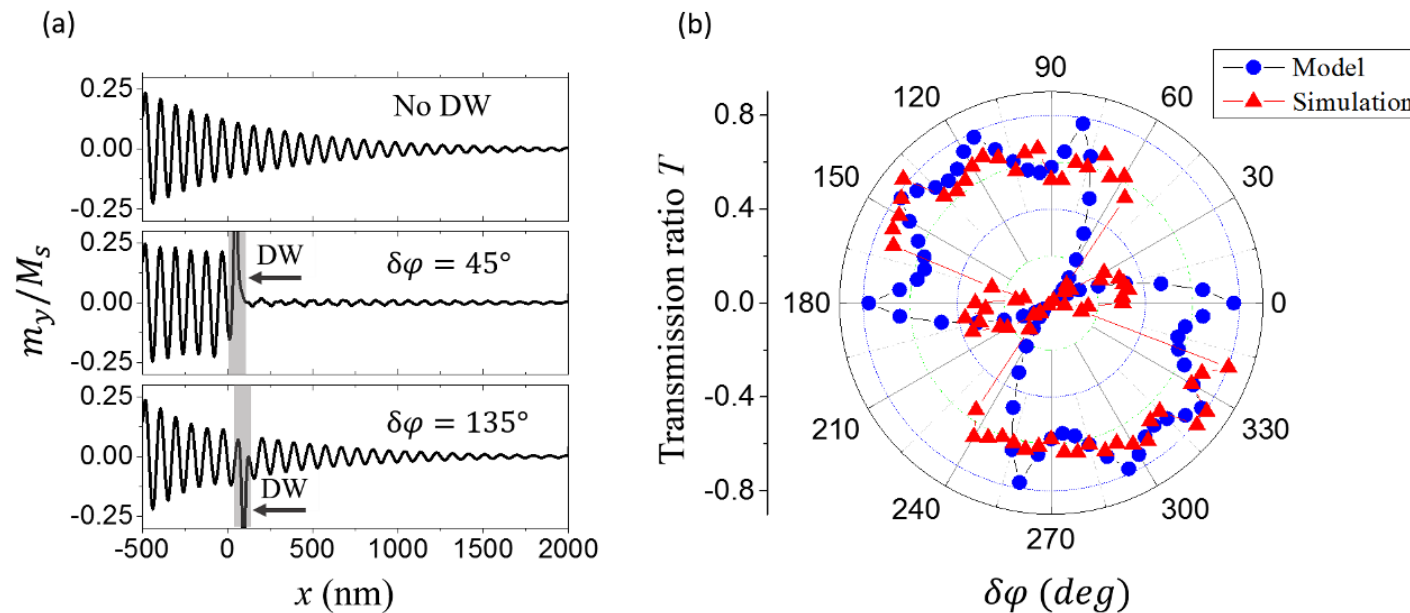 (a)
0.25
0.00
-0.25
No DW
0.25
0.00
-0.25
DW
δφ = 45°
0.25
0.00
-0.25
δφ = 135°
DW
-500 0 500 1000 1500 2000
x (nm)
m_y/M_s
(b)
Model
Simulation
Transmission ratio T
0.8
0.4
0.0
-0.4
-0.8
90
60
30
0
330
300
270
240
210
180
150
120
δφ (deg)